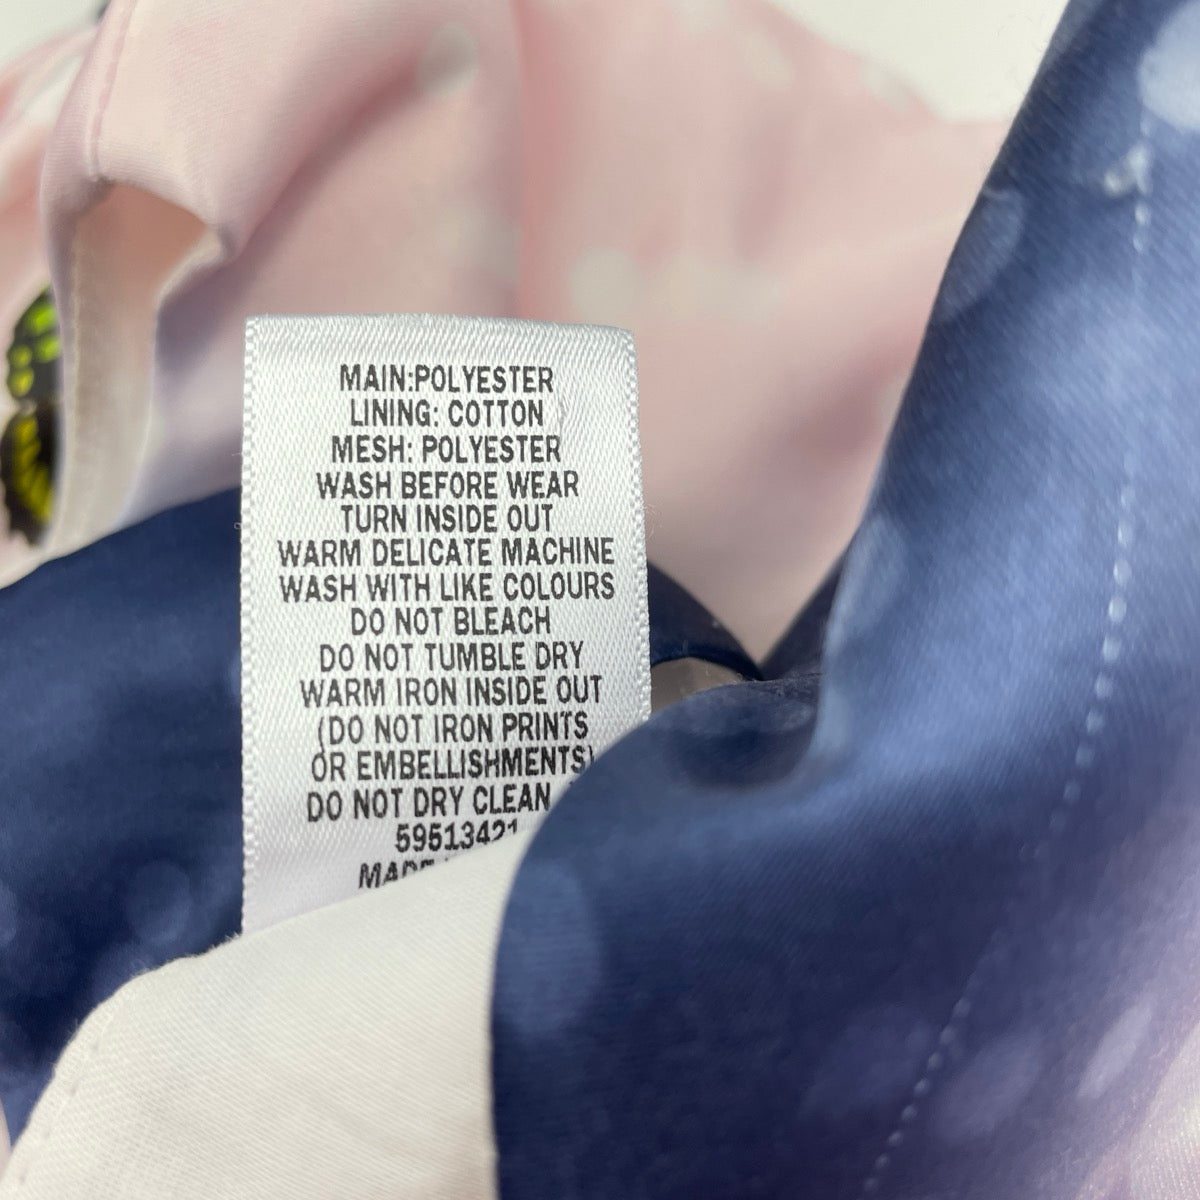 MAIN:POLYESTER
LINING: COTTON
MESH: POLYESTER
WASH BEFORE WEAR
TURN INSIDE OUT
WARM DELICATE MACHINE
WASH WITH LIKE COLOURS
DO NOT BLEACH
DO NOT TUMBLE DRY
WARM IRON INSIDE OUT
(DO NOT IRON PRINTS
OR EMBELLISHMENTS)
DO NOT DRY CLEAN
59513421
MADE